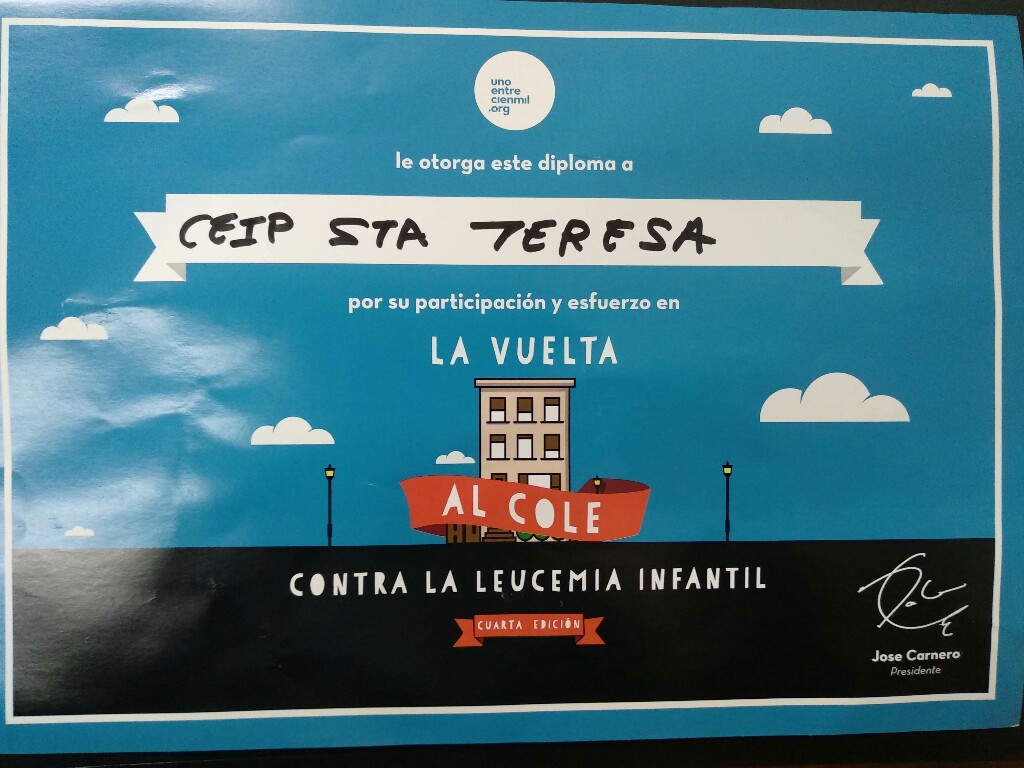 uno
entre
cienmil
.org
le otorga este diploma a
CEIP STA TERESA
por su participación y esfuerzo en
LA VUELTA
AL COLE
CONTRA LA LEUCEMIA INFANTIL
CUARTA EDICIÓN
Jose Carnero
Presidente